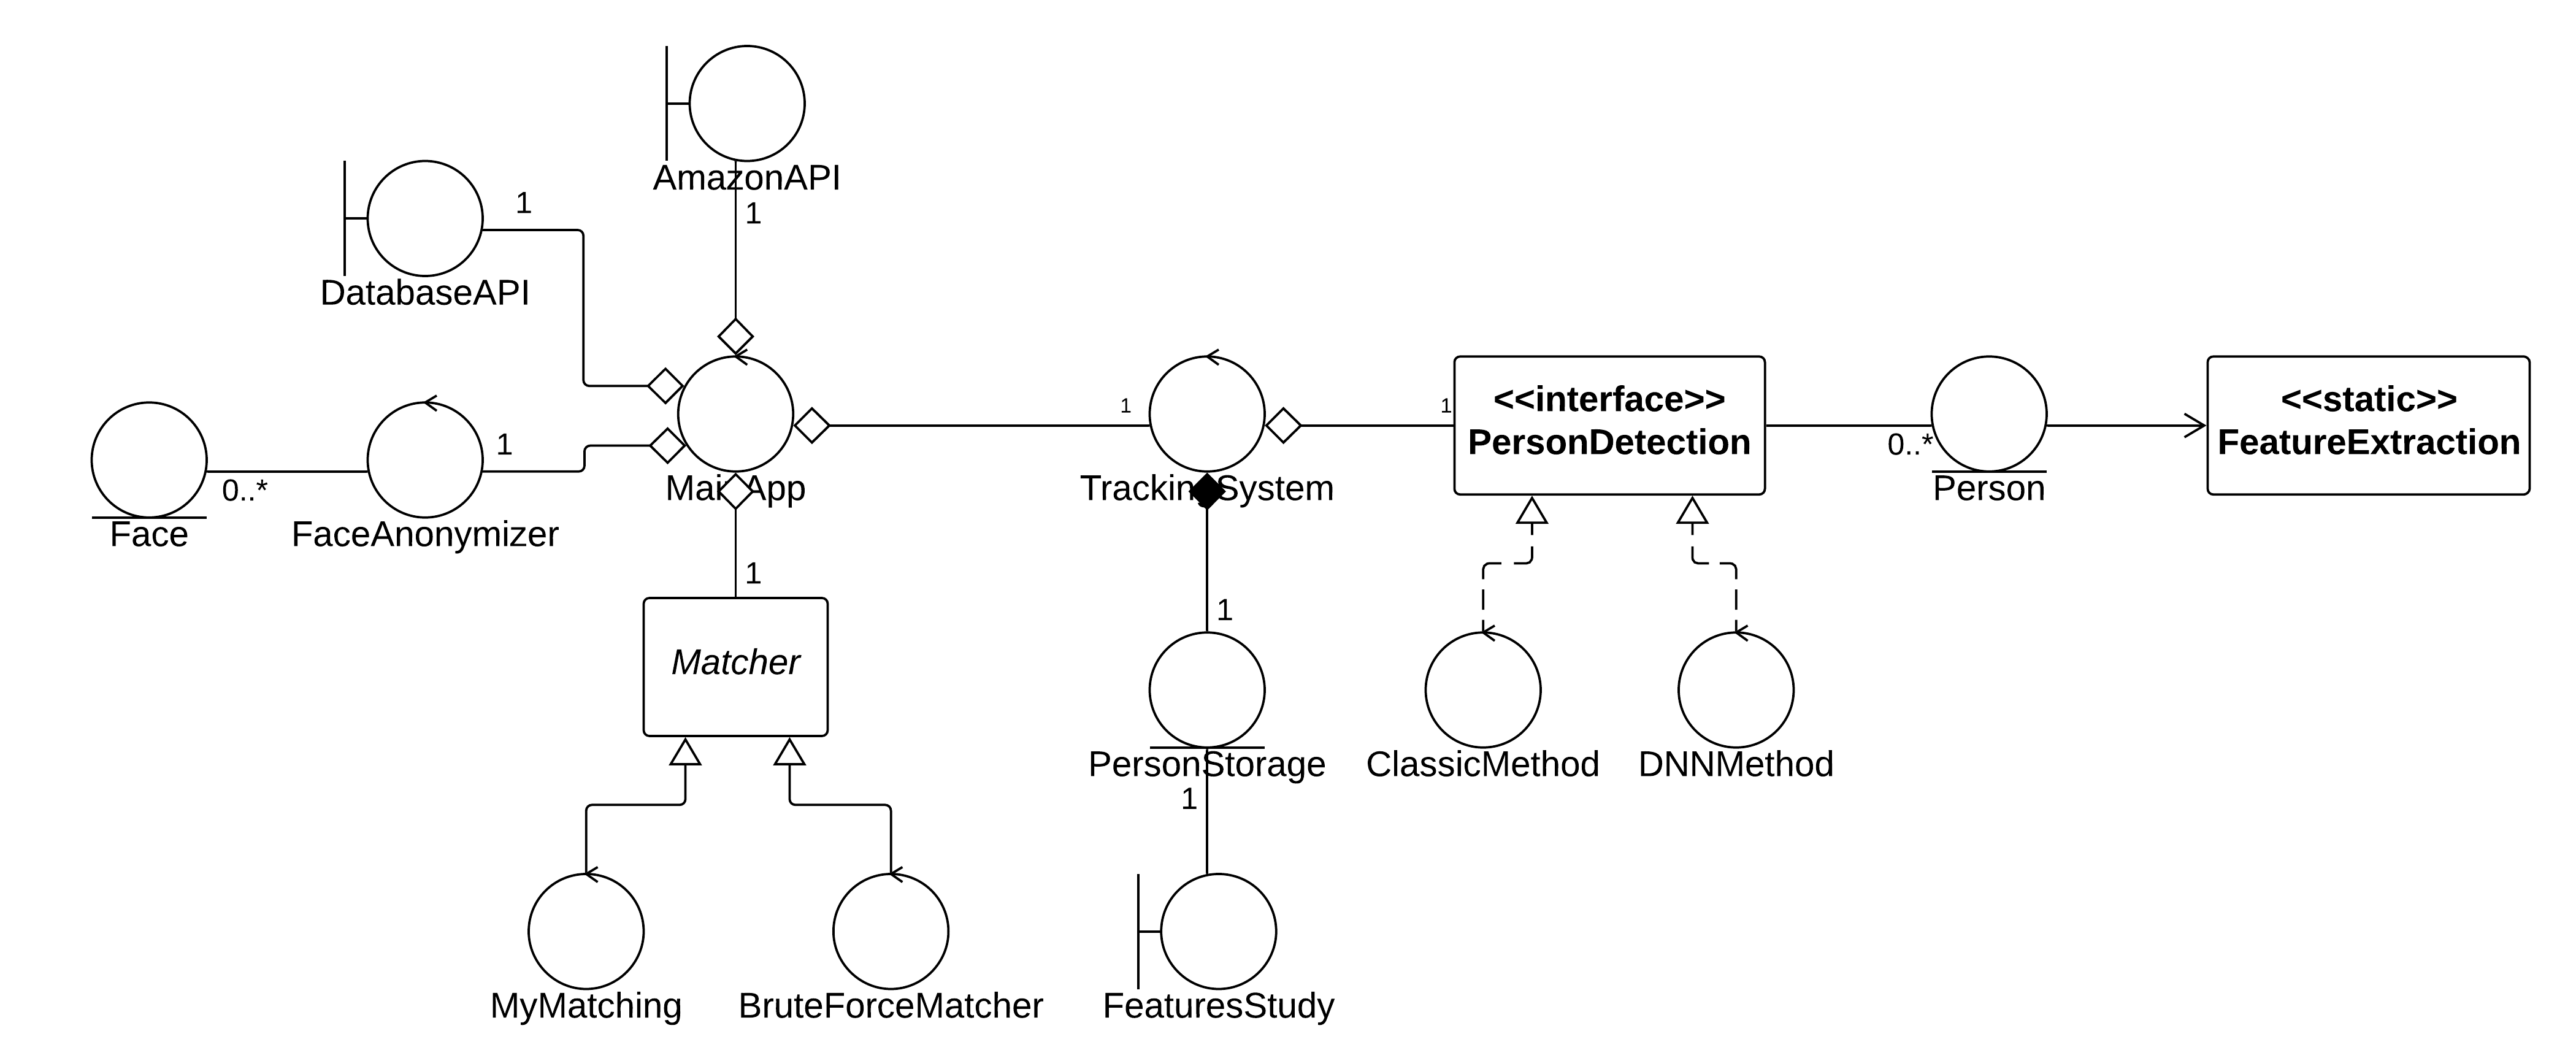 AmazonAPI
1
1
DatabaseAPI
1
1
<<interface>>
PersonDetection
<<static>>
FeatureExtraction
0..*
Face
0..*
FaceAnonymizer
1
MainApp
TrackingSystem
Person
1
1
Matcher
PersonStorage
1
ClassicMethod
DNNMethod
MyMatching
BruteForceMatcher
FeaturesStudy